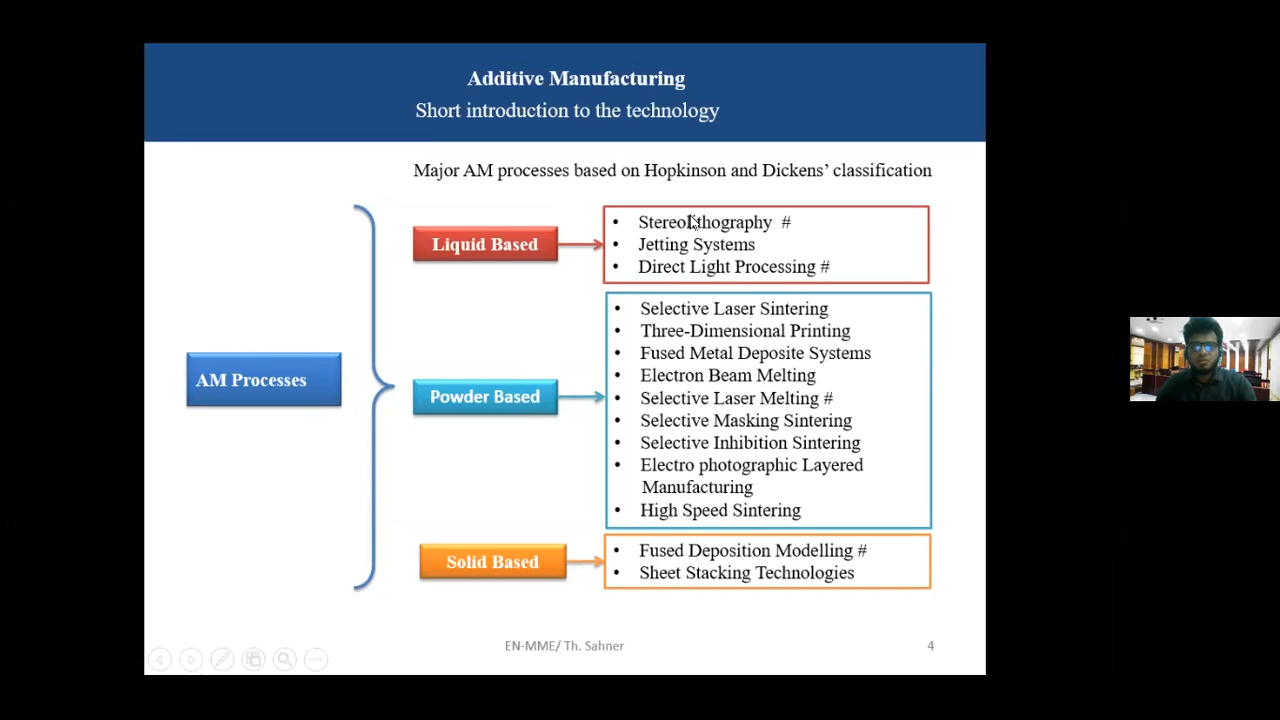 Additive Manufacturing
Short introduction to the technology
Major AM processes based on Hopkinson and Dickens' classification
AM Processes
Liquid Based
• Stereolithography #
• Jetting Systems
• Direct Light Processing #
Powder Based
• Selective Laser Sintering
• Three-Dimensional Printing
• Fused Metal Deposite Systems
• Electron Beam Melting
• Selective Laser Melting #
• Selective Masking Sintering
• Selective Inhibition Sintering
• Electro photographic Layered
Manufacturing
• High Speed Sintering
Solid Based
• Fused Deposition Modelling #
• Sheet Stacking Technologies
EN-MME/ Th. Sahner
4